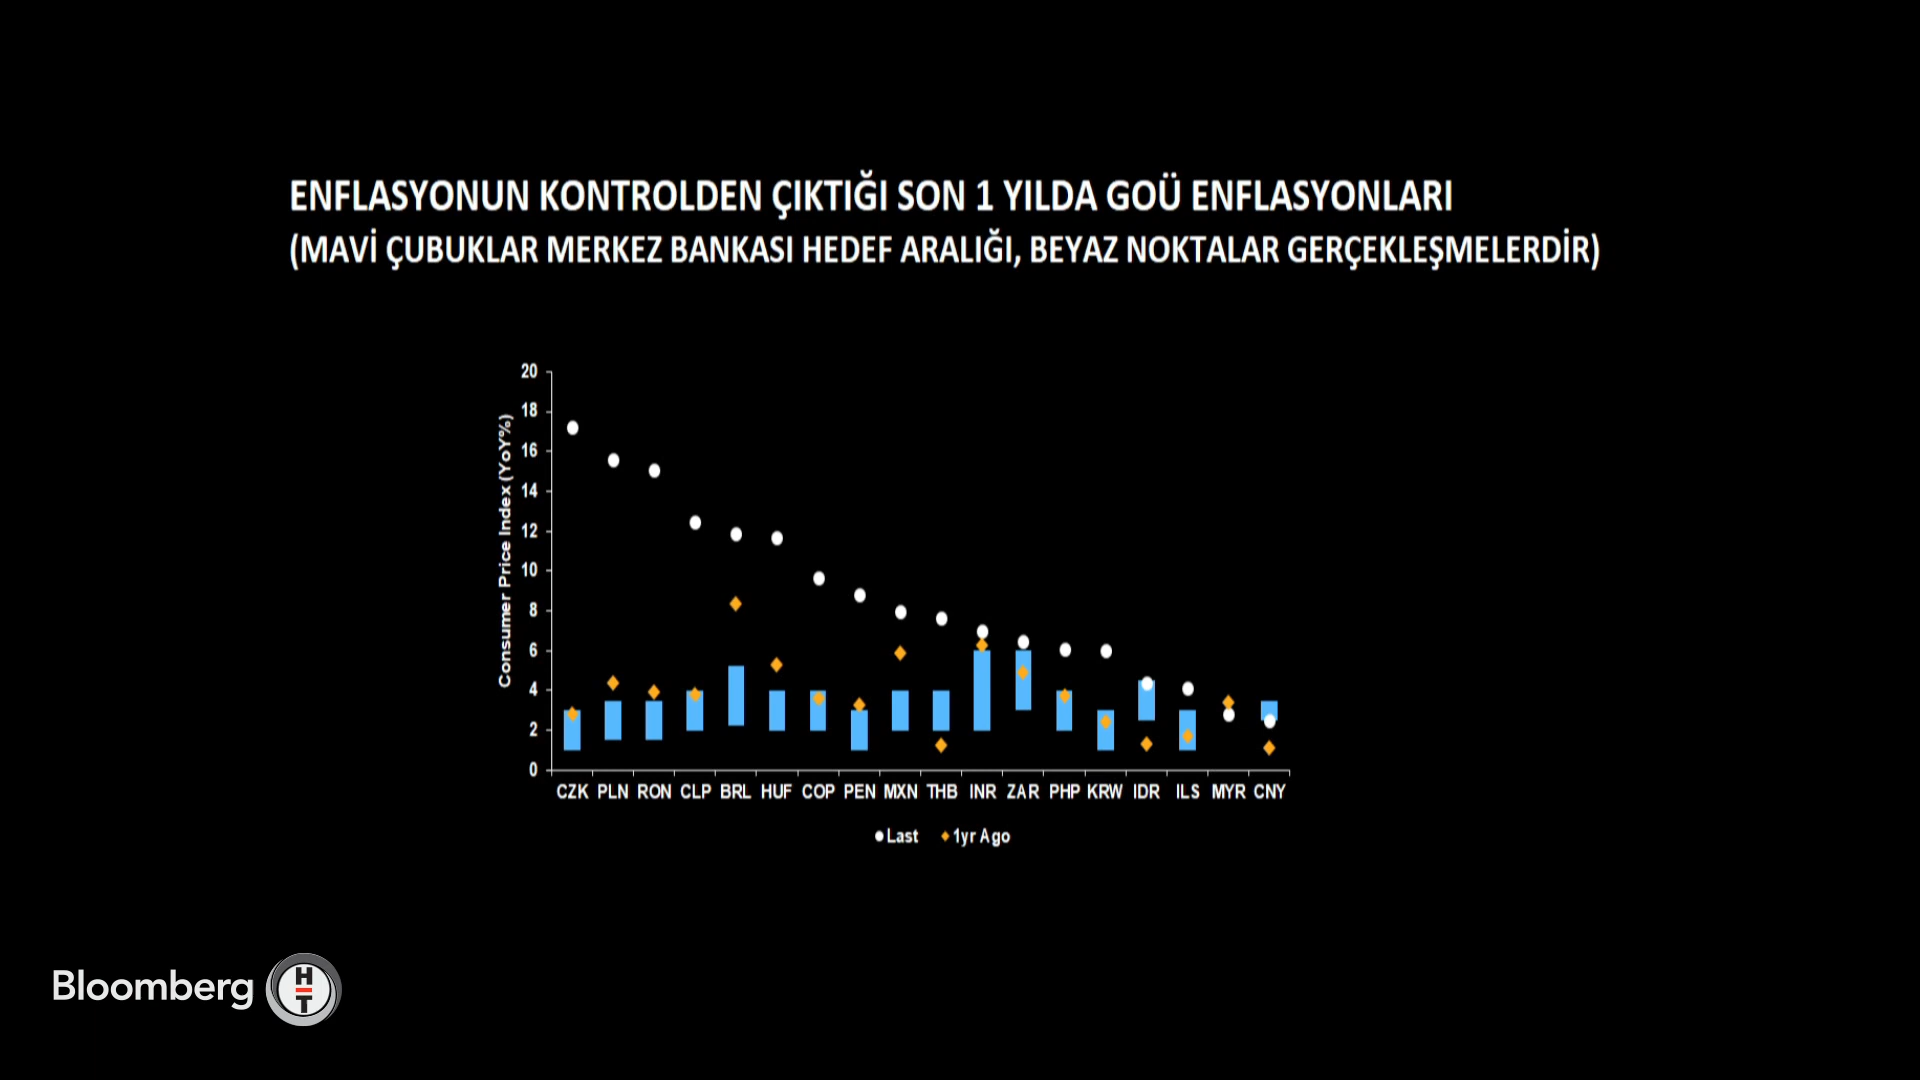 ENFLASYONUN KONTROLDEN ÇIKTIĞI SON 1 YILDA GOÜ ENFLASYONLARI
(MAVİ ÇUBUKLAR MERKEZ BANKASI HEDEF ARALIĞI, BEYAZ NOKTALAR GERÇEKLEŞMELERDİR)
Consumer Price Index (YoY%)
20
18
16
14
12
10
8
6
4
2
0
CZK PLN RON CLP BRL HUF COP PEN MXN THB INR ZAR PHP KRW IDR ILS MYR CNY
Last 1yr Ago
Bloomberg HT